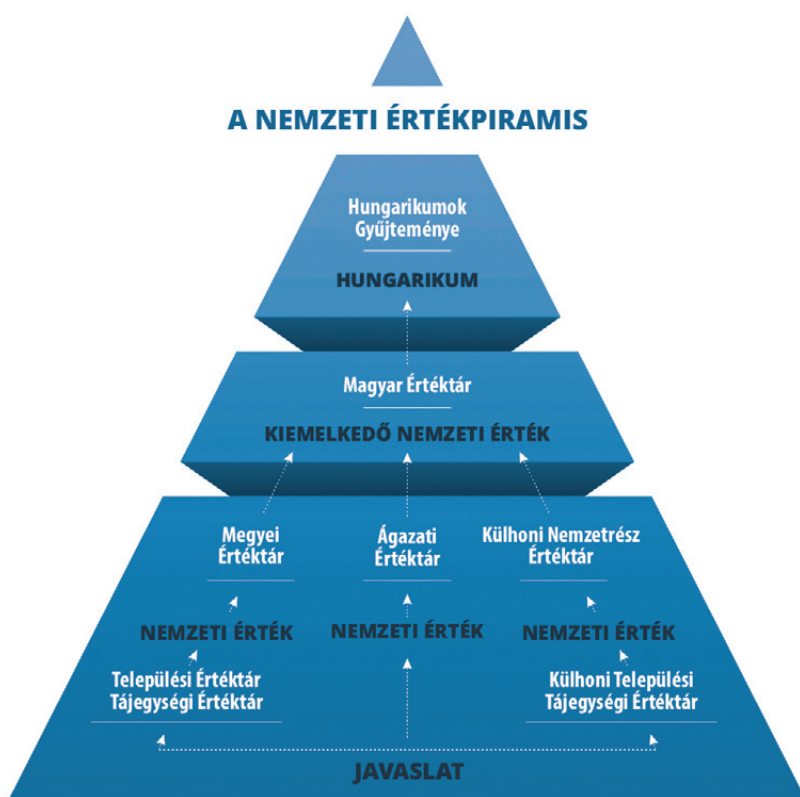 A NEMZETI ÉRTÉKPIRAMIS
Hungarikumok
Gyűjteménye
HUNGARIKUM
Magyar Értéktár
KIEMELKEDŐ NEMZETI ÉRTÉK
Megyei
Értéktár
Ágazati
Értéktár
Külhoni Nemzetrész
Értéktár
NEMZETI ÉRTÉK
NEMZETI ÉRTÉK
NEMZETI ÉRTÉK
Települési Értéktár
Tájegységi Értéktár
Külhoni Települési
Tájegységi Értéktár
JAVASLAT